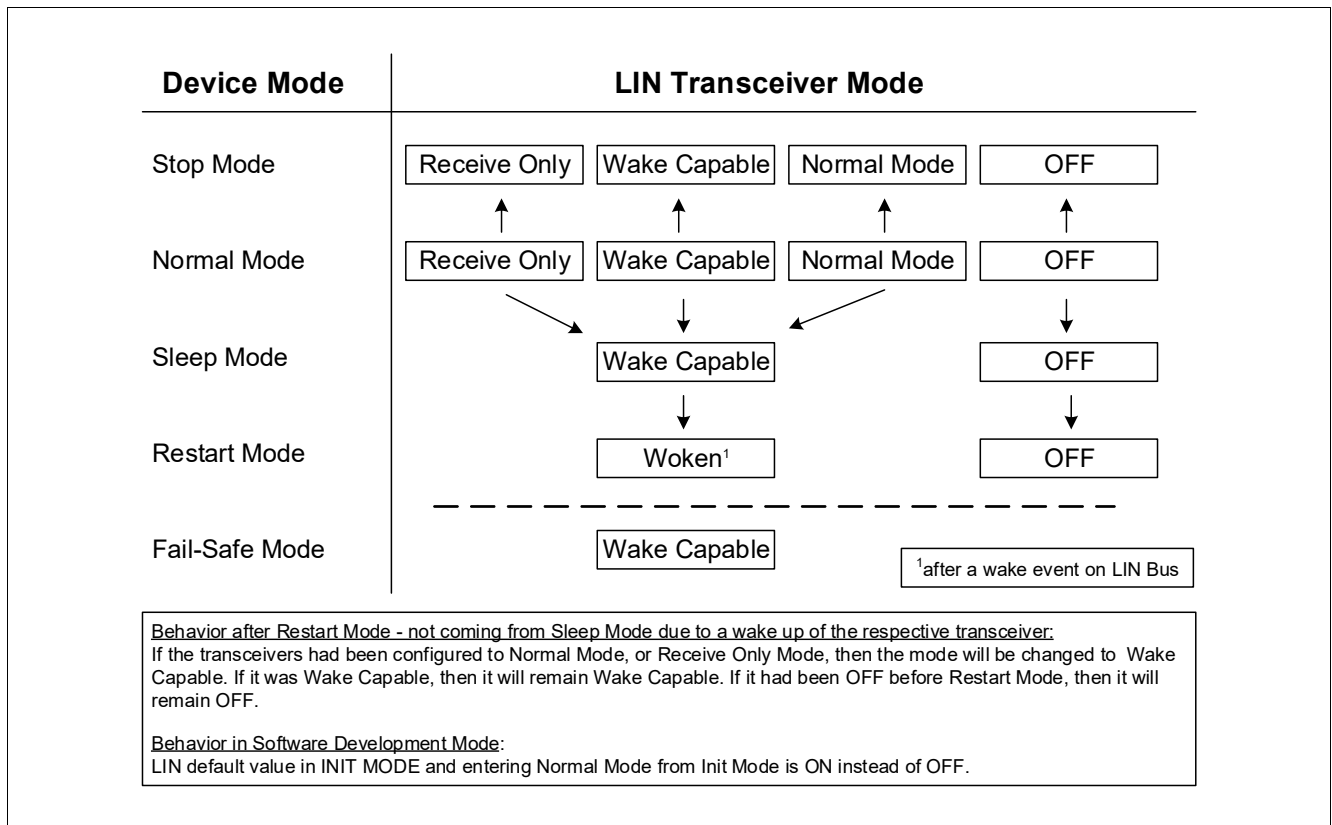 Device Mode LIN Transceiver Mode
Stop Mode Receive Only Wake Capable Normal Mode OFF
Normal Mode Receive Only Wake Capable Normal Mode OFF
Sleep Mode Wake Capable OFF
Restart Mode Woken¹ OFF
Fail-Safe Mode Wake Capable
¹after a wake event on LIN Bus
Behavior after Restart Mode - not coming from Sleep Mode due to a wake up of the respective transceiver:
If the transceivers had been configured to Normal Mode, or Receive Only Mode, then the mode will be changed to Wake
Capable. If it was Wake Capable, then it will remain Wake Capable. If it had been OFF before Restart Mode, then it will
remain OFF.
Behavior in Software Development Mode:
LIN default value in INIT MODE and entering Normal Mode from Init Mode is ON instead of OFF.